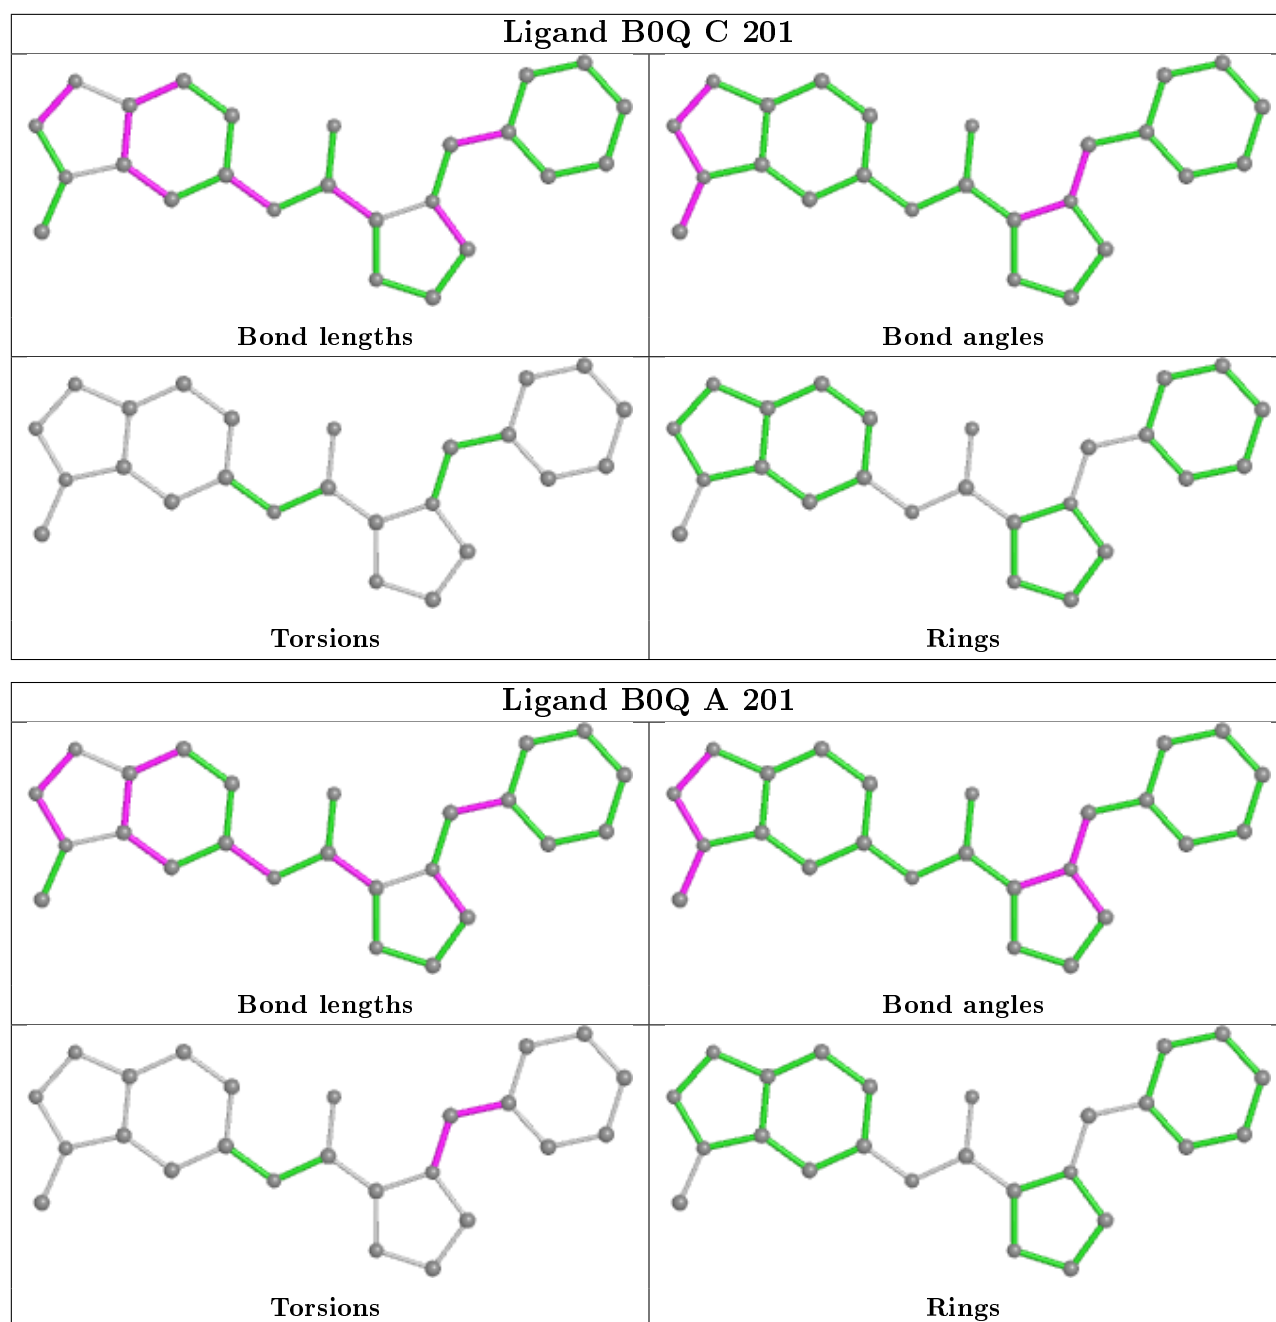 Ligand B0Q C 201
Bond lengths
Bond angles
Torsions
Rings
Ligand B0Q A 201
Bond lengths
Bond angles
Torsions
Rings